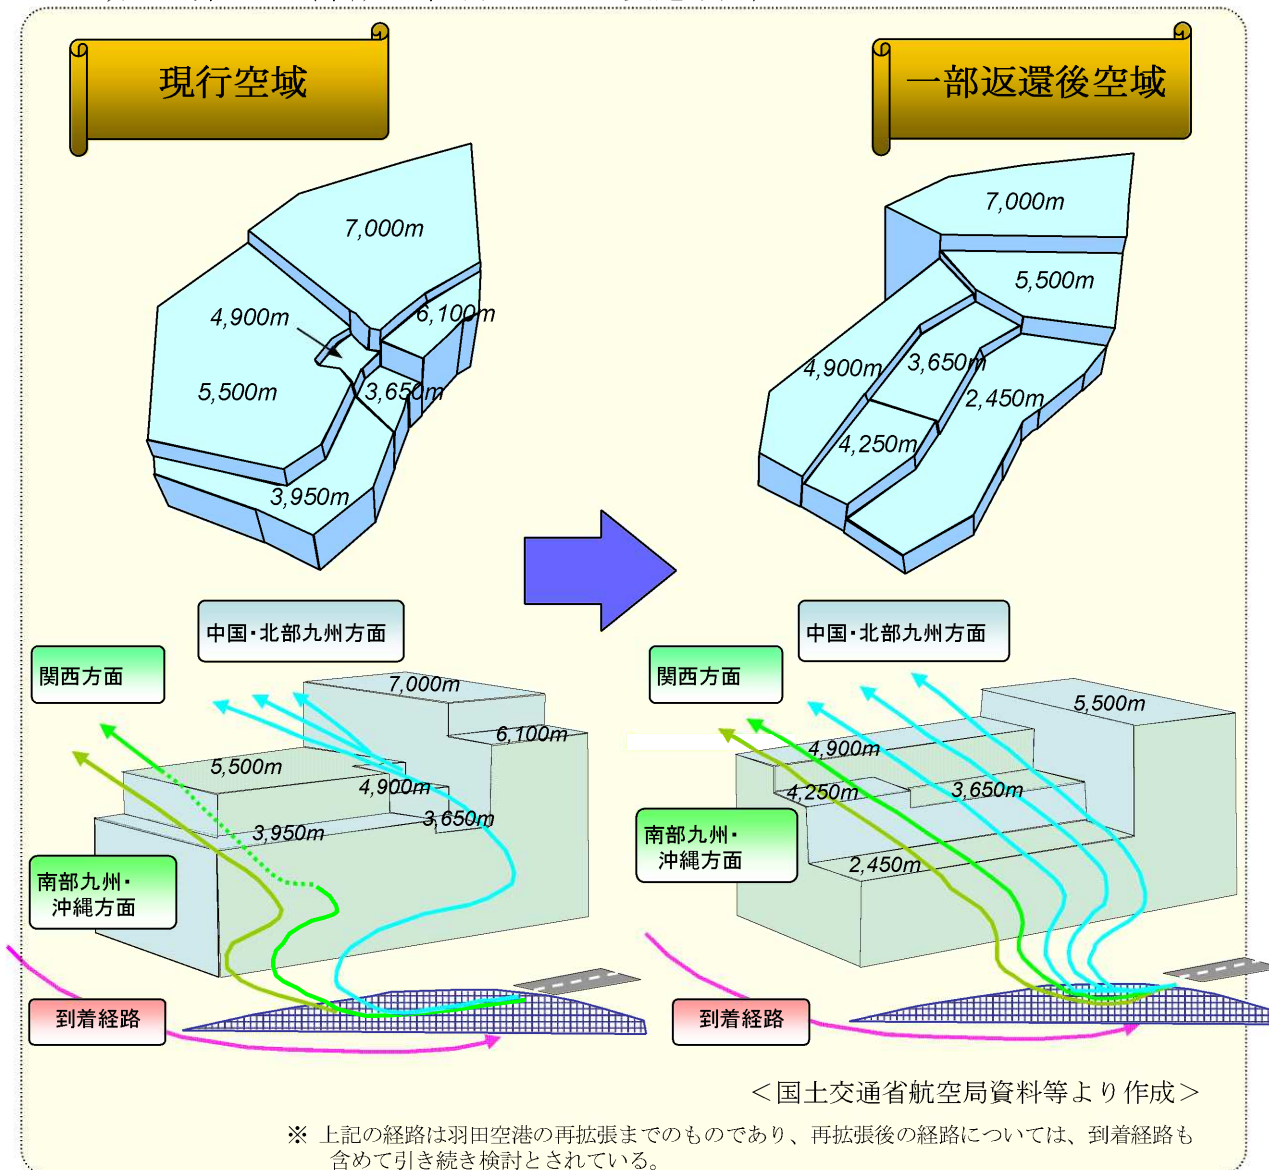 現行空域
一部返還後空域
7,000m
6,100m
4,900m
5,500m
3,650m
3,950m
7,000m
5,500m
4,900m
3,650m
2,450m
4,250m
中国・北部九州方面
関西方面
7,000m
6,100m
5,500m
4,900m
3,650m
3,950m
南部九州・
沖縄方面
到着経路
中国・北部九州方面
関西方面
5,500m
4,900m
4,250m
3,650m
2,450m
南部九州・
沖縄方面
到着経路
＜国土交通省航空局資料等より作成＞
※ 上記の経路は羽田空港の再拡張までのものであり、再拡張後の経路については、到着経路も
含めて引き続き検討とされている。